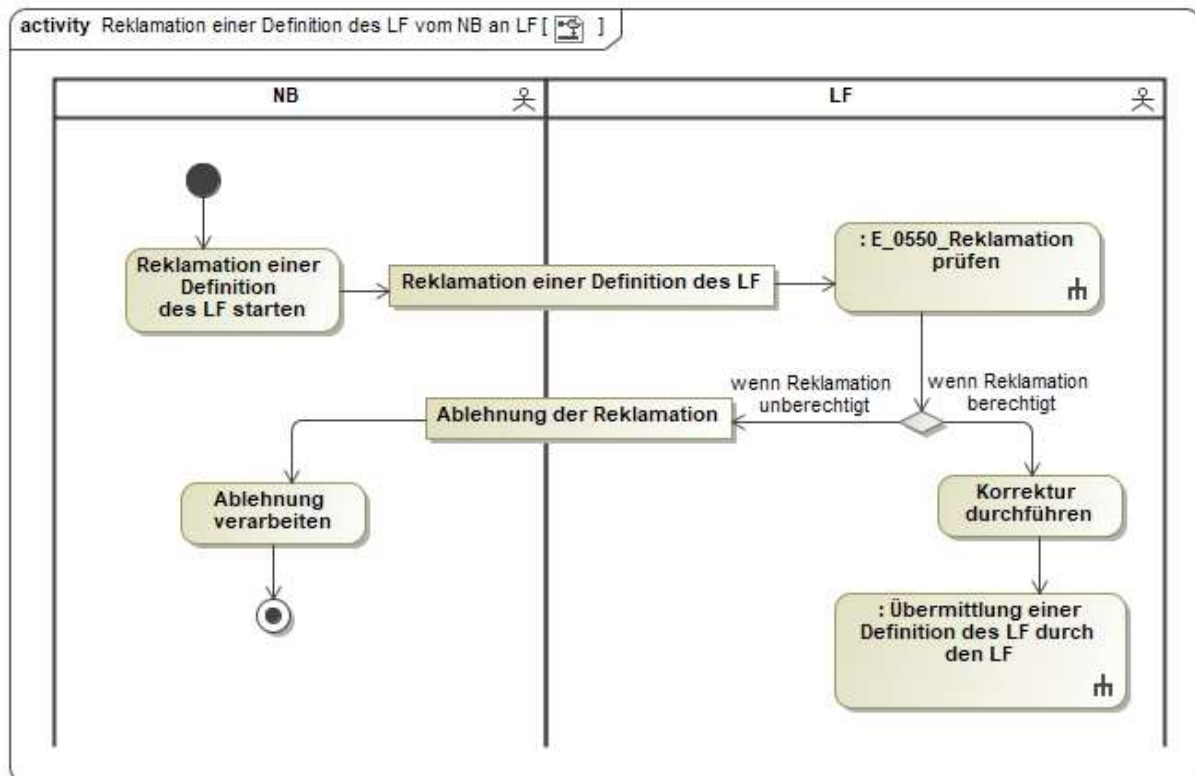 activity Reklamation einer Definition des LF vom NB an LF [ ]
NB
LF
Reklamation einer
Definition
des LF starten
Reklamation einer Definition des LF
: E_0550_Reklamation
prüfen
wenn Reklamation
unberechtigt
wenn Reklamation
berechtigt
Ablehnung der Reklamation
Ablehnung
verarbeiten
Korrektur
durchführen
: Übermittlung einer
Definition des LF durch
den LF